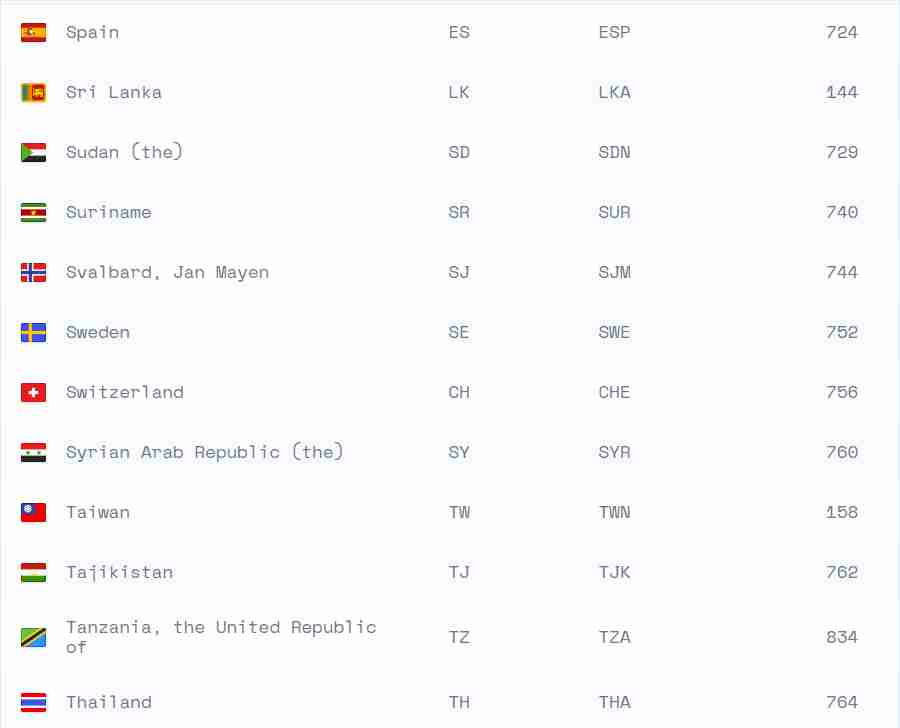 Spain ES ESP 724
Sri Lanka LK LKA 144
Sudan (the) SD SDN 729
Suriname SR SUR 740
Svalbard, Jan Mayen SJ SJM 744
Sweden SE SWE 752
Switzerland CH CHE 756
Syrian Arab Republic (the) SY SYR 760
Taiwan TW TWN 158
Tajikistan TJ TJK 762
Tanzania, the United Republic
of TZ TZA 834
Thailand TH THA 764